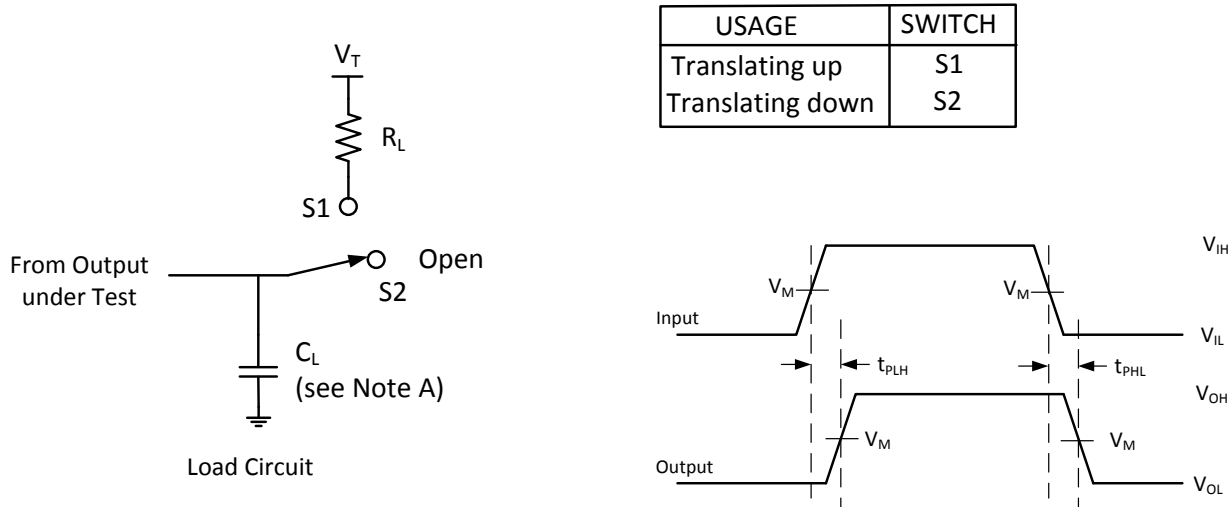 V_T
R_L
S1
S2 Open
From Output
under Test
C_L
(see Note A)
Load Circuit
USAGE SWITCH
Translating up S1
Translating down S2
V_IH
V_M V_M
Input
V_IL
t_PLH t_PHL
V_OH
V_M V_M
Output
V_OL